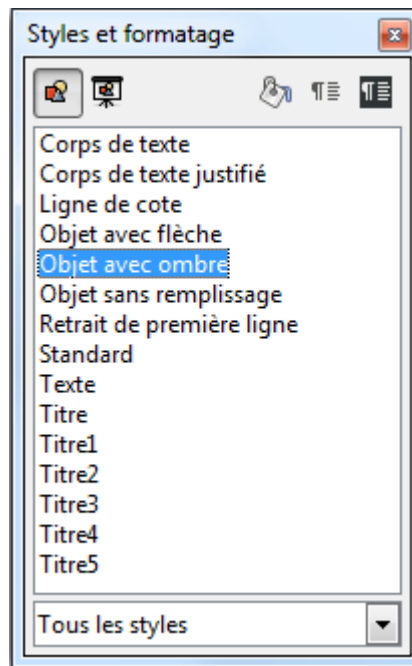 Styles et formatage
Corps de texte
Corps de texte justifié
Ligne de cote
Objet avec flèche
Objet avec ombre
Objet sans remplissage
Retrait de première ligne
Standard
Texte
Titre
Titre1
Titre2
Titre3
Titre4
Titre5
Tous les styles